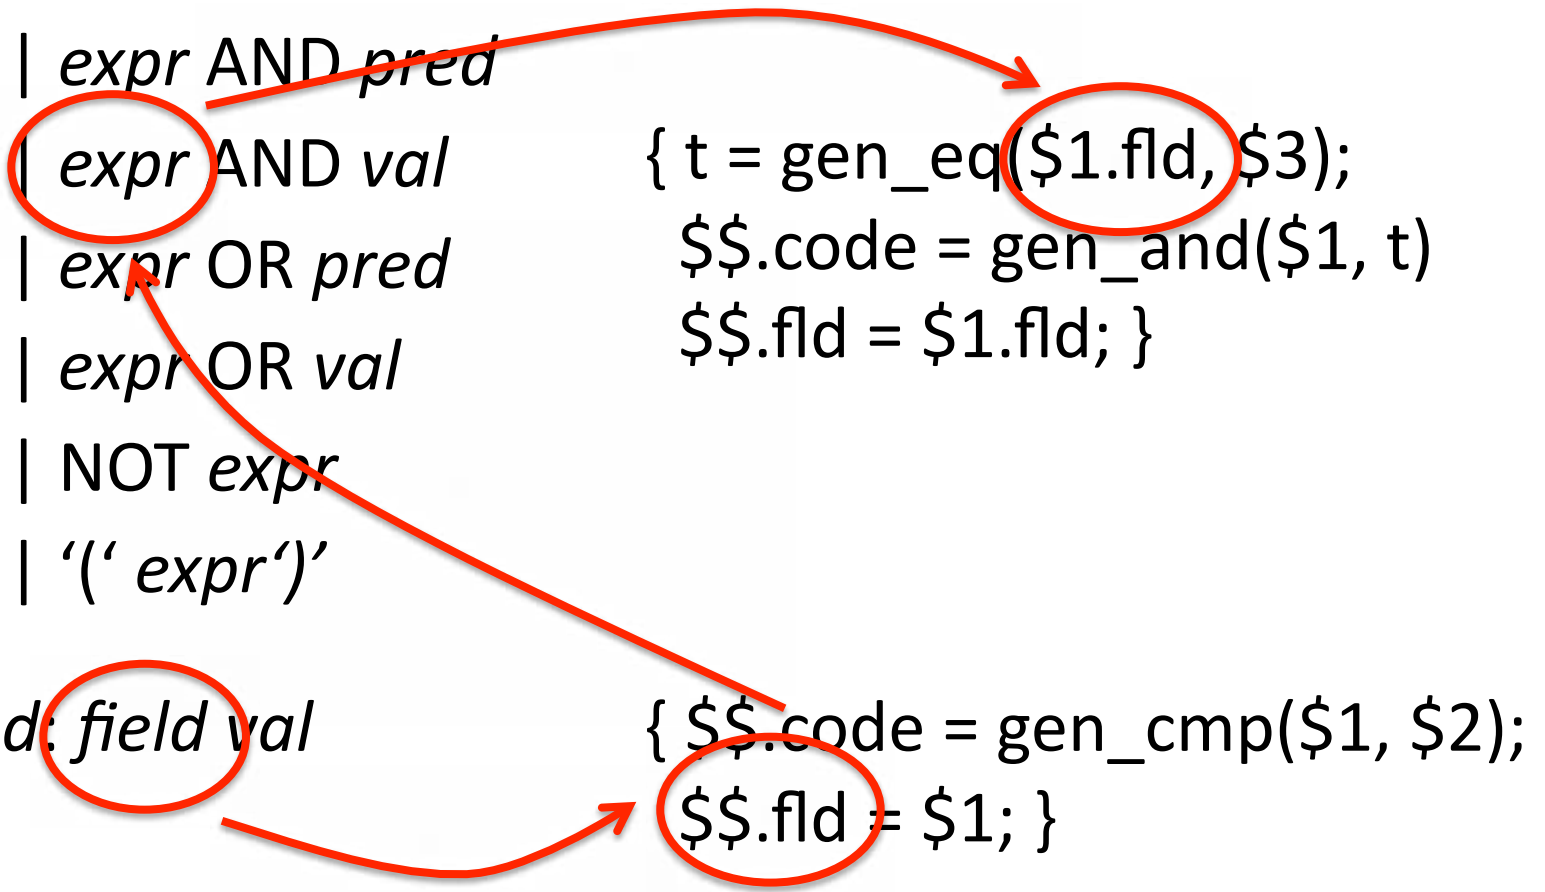 | expr AND pred
| expr AND val { t = gen_eq($1.fld, $3);
| expr OR pred $$.code = gen_and($1, t)
| expr OR val $$.fld = $1.fld; }
| NOT expr
| ‘(‘ expr‘)’
d: field val { $$.code = gen_cmp($1, $2);
$$.fld = $1; }